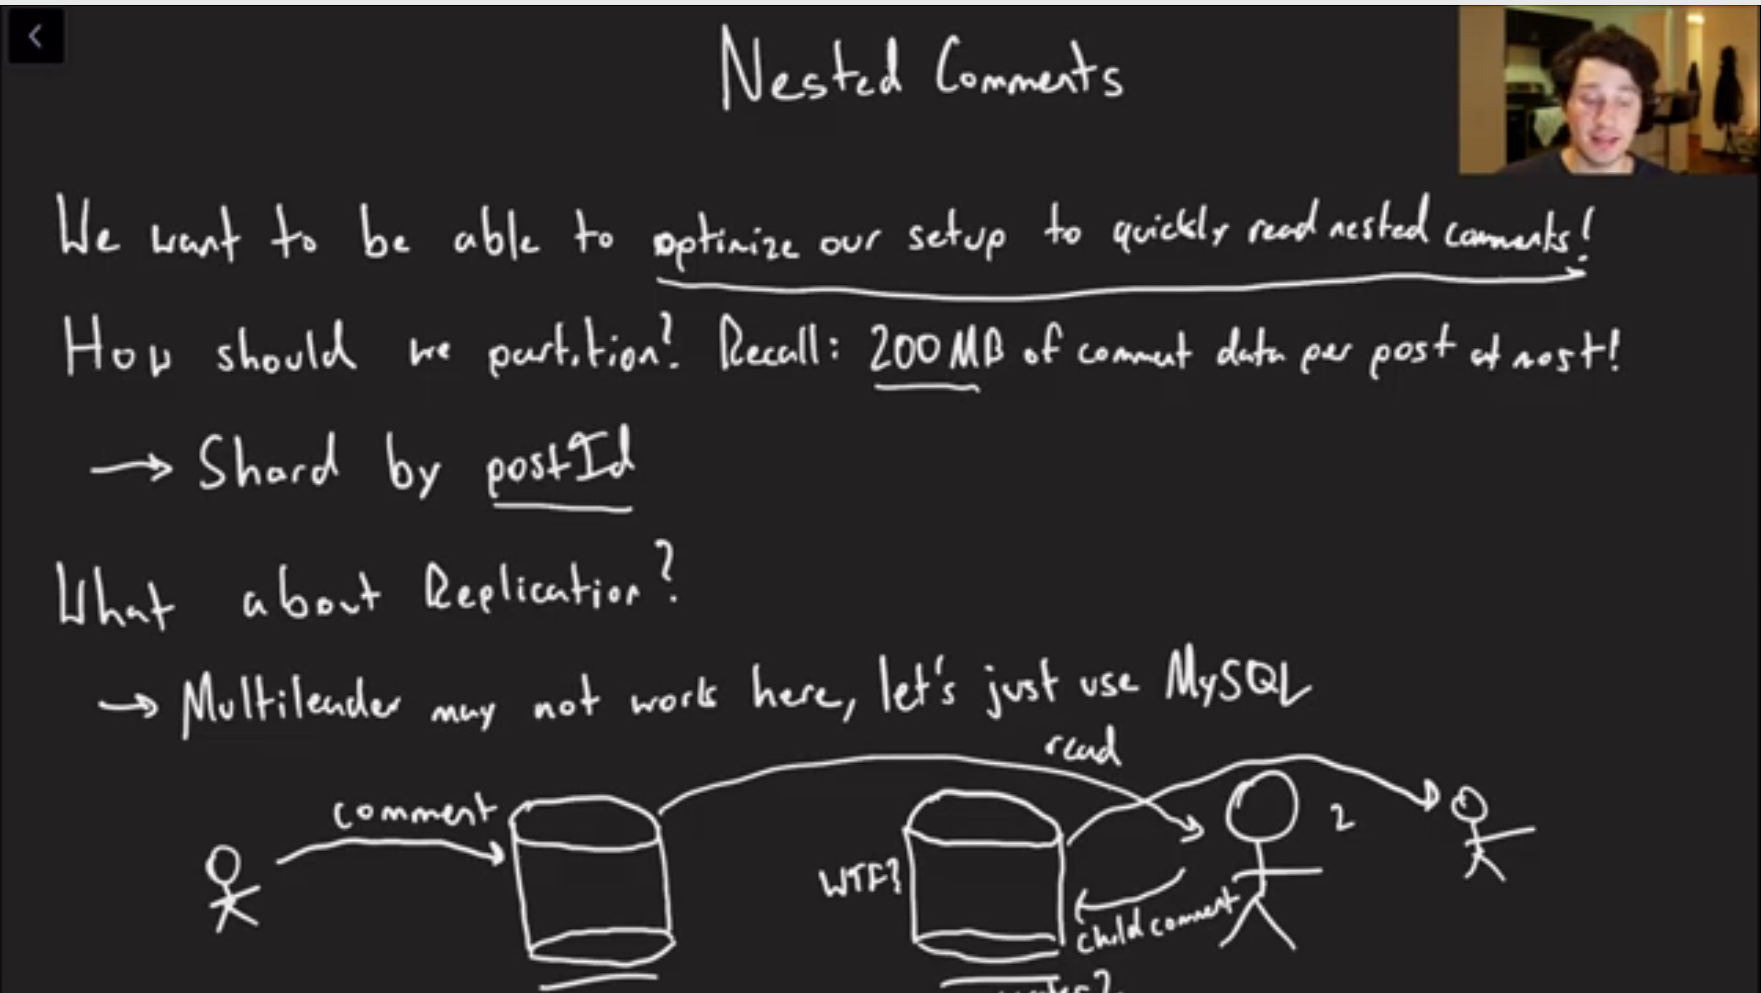 Nested Comments
We want to be able to optimize our setup to quickly read nested comments!
How should we partition? Recall: 200 MB of comment data per post at most!
→ Shard by postId
What about Replication?
→ Multileader may not work here, let's just use MySQL
read
comment
2
WTF?
child comment